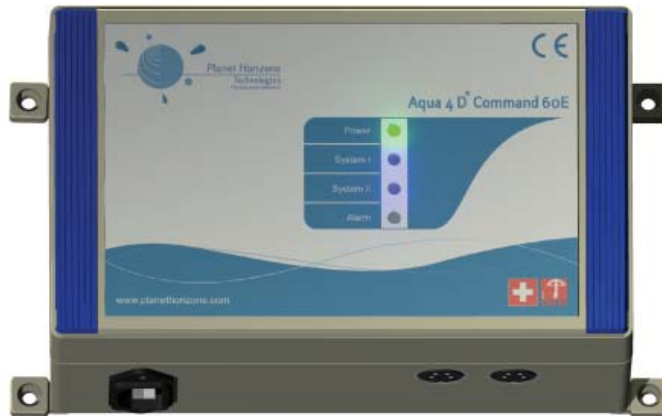 Planet Horizons
Technologies
CE
Aqua 4 D® Command 60E
Power
System I
System II
Alarm
www.planethorizons.com